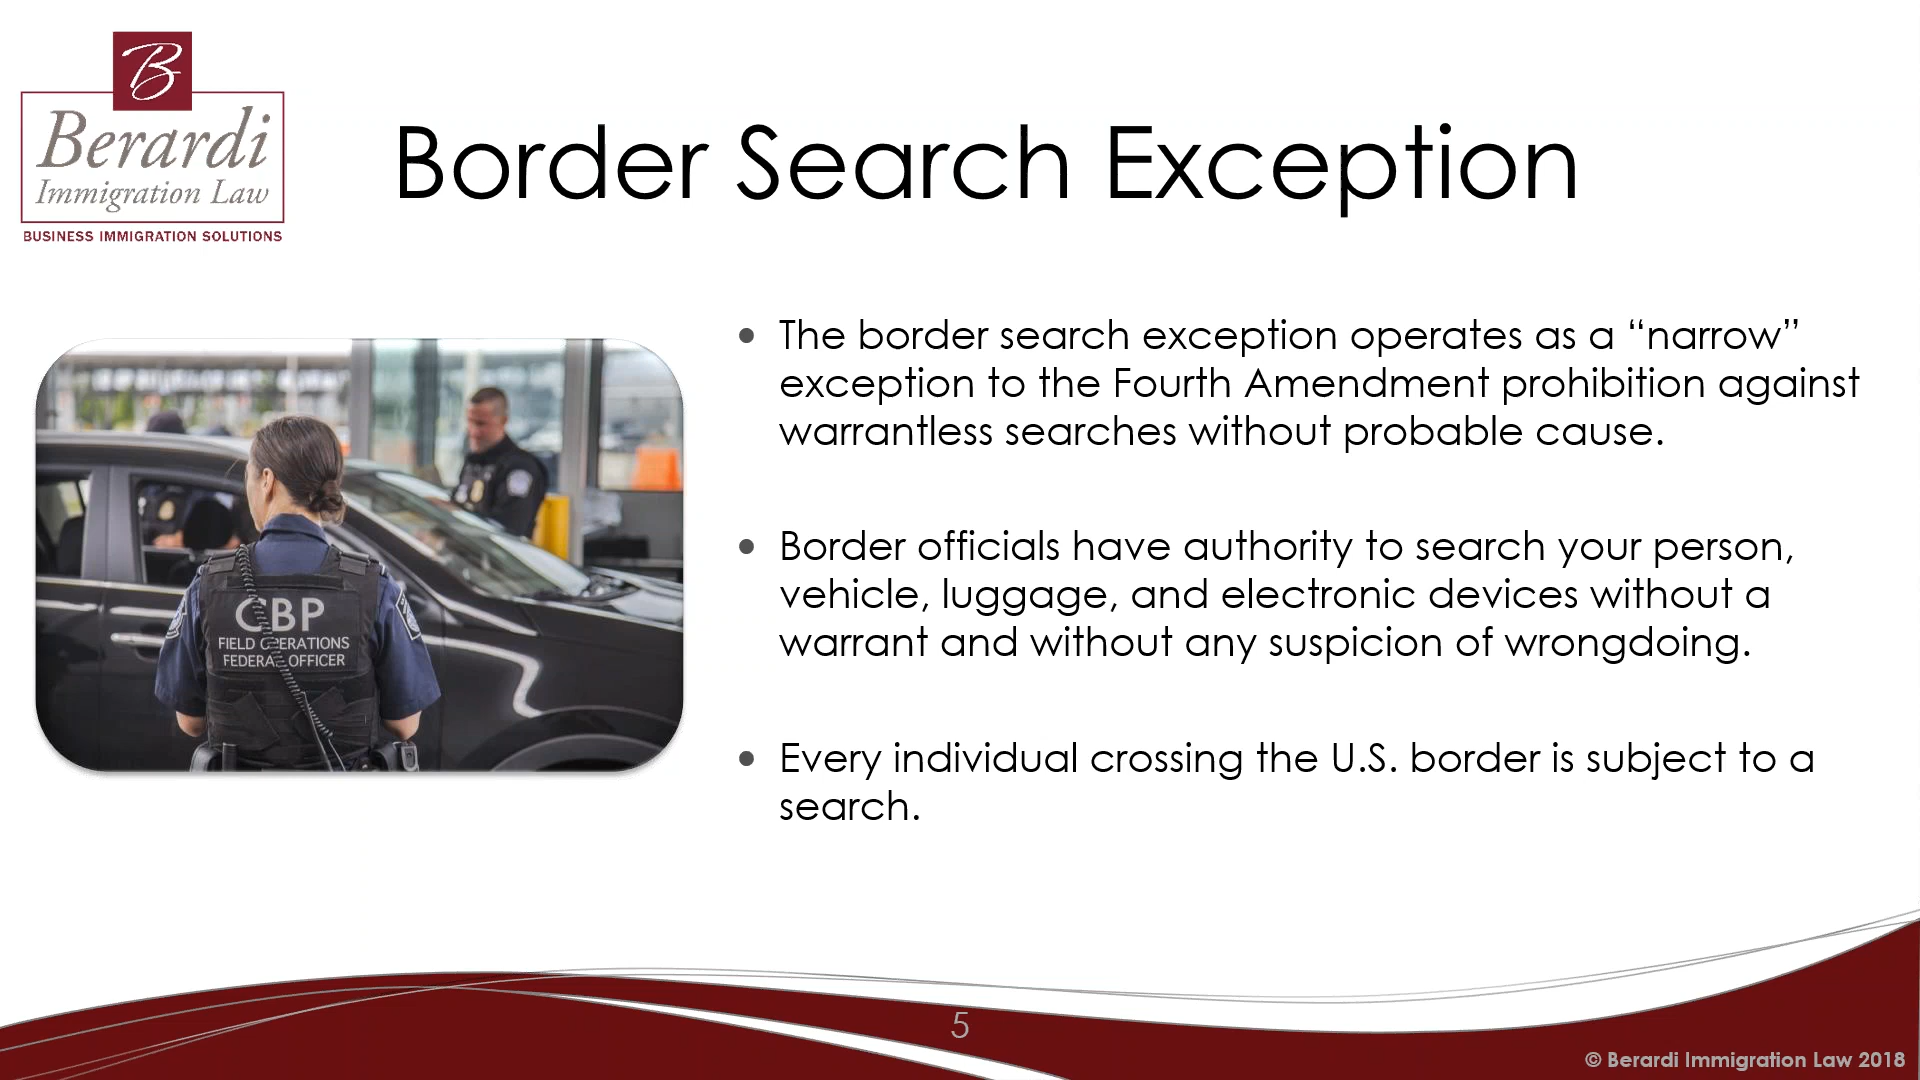 B
Berardi
Immigration Law
BUSINESS IMMIGRATION SOLUTIONS
Border Search Exception
CBP
FIELD OPERATIONS
FEDERAL OFFICER
• The border search exception operates as a “narrow”
exception to the Fourth Amendment prohibition against
warrantless searches without probable cause.
• Border officials have authority to search your person,
vehicle, luggage, and electronic devices without a
warrant and without any suspicion of wrongdoing.
• Every individual crossing the U.S. border is subject to a
search.
5
© Berardi Immigration Law 2018